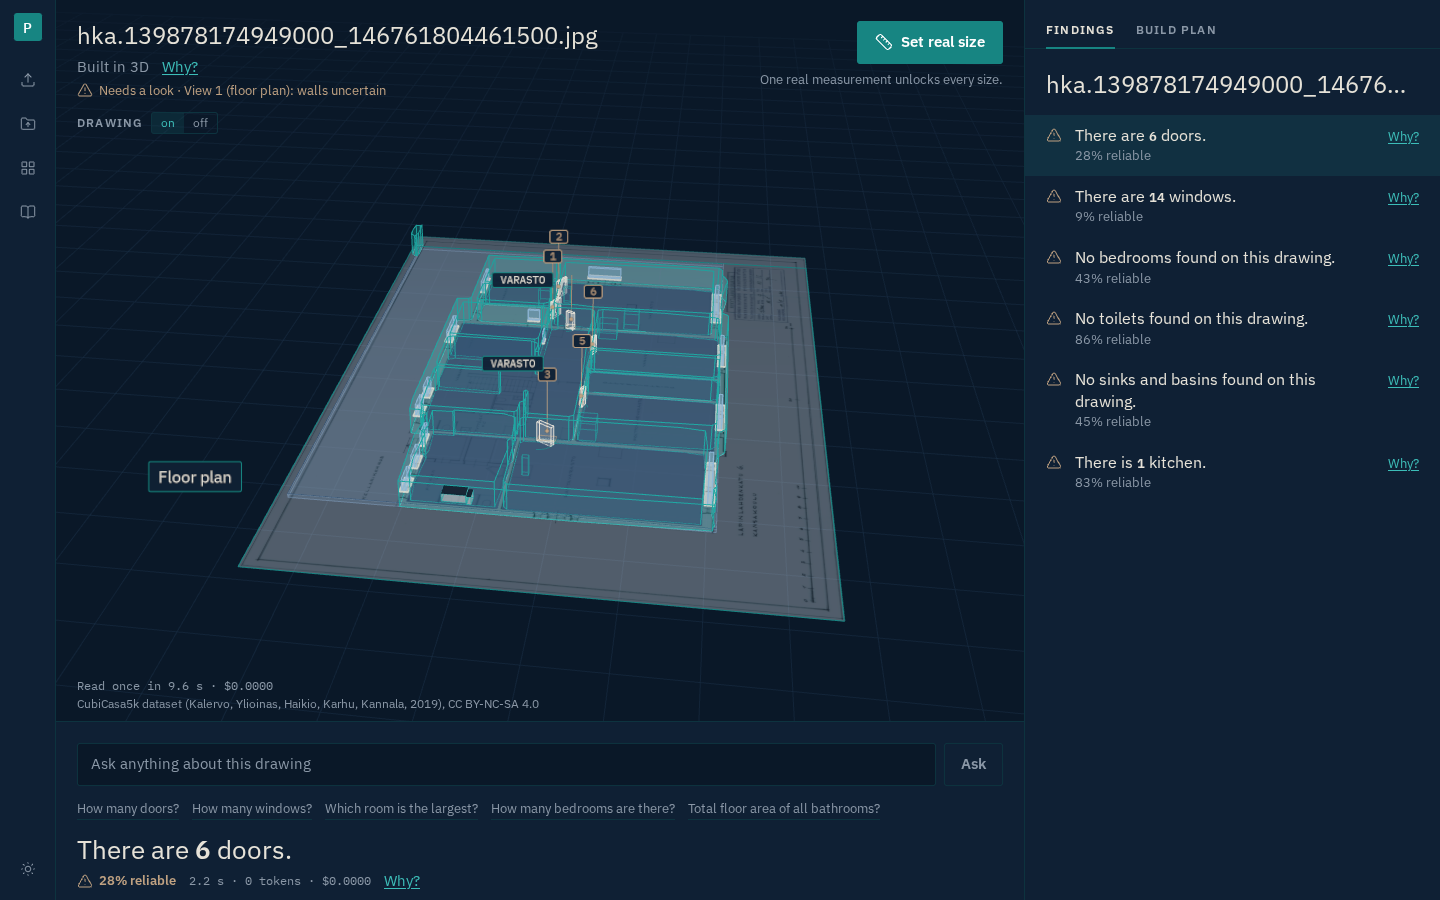 P
hka.139878174949000_146761804461500.jpg
Built in 3D Why?
Needs a look · View 1 (floor plan): walls uncertain
DRAWING on off
Set real size
One real measurement unlocks every size.
2
1
VARASTO
6
5
VARASTO
3
Floor plan
Read once in 9.6 s · $0.0000
CubiCasa5k dataset (Kalervo, Ylioinas, Haikio, Karhu, Kannala, 2019), CC BY-NC-SA 4.0
Ask anything about this drawing
Ask
How many doors? How many windows? Which room is the largest? How many bedrooms are there? Total floor area of all bathrooms?
There are 6 doors.
28% reliable 2.2 s · 0 tokens · $0.0000 Why?
FINDINGS BUILD PLAN
hka.139878174949000_14676...
There are 6 doors. Why?
28% reliable
There are 14 windows. Why?
9% reliable
No bedrooms found on this drawing. Why?
43% reliable
No toilets found on this drawing. Why?
86% reliable
No sinks and basins found on this Why?
drawing.
45% reliable
There is 1 kitchen. Why?
83% reliable